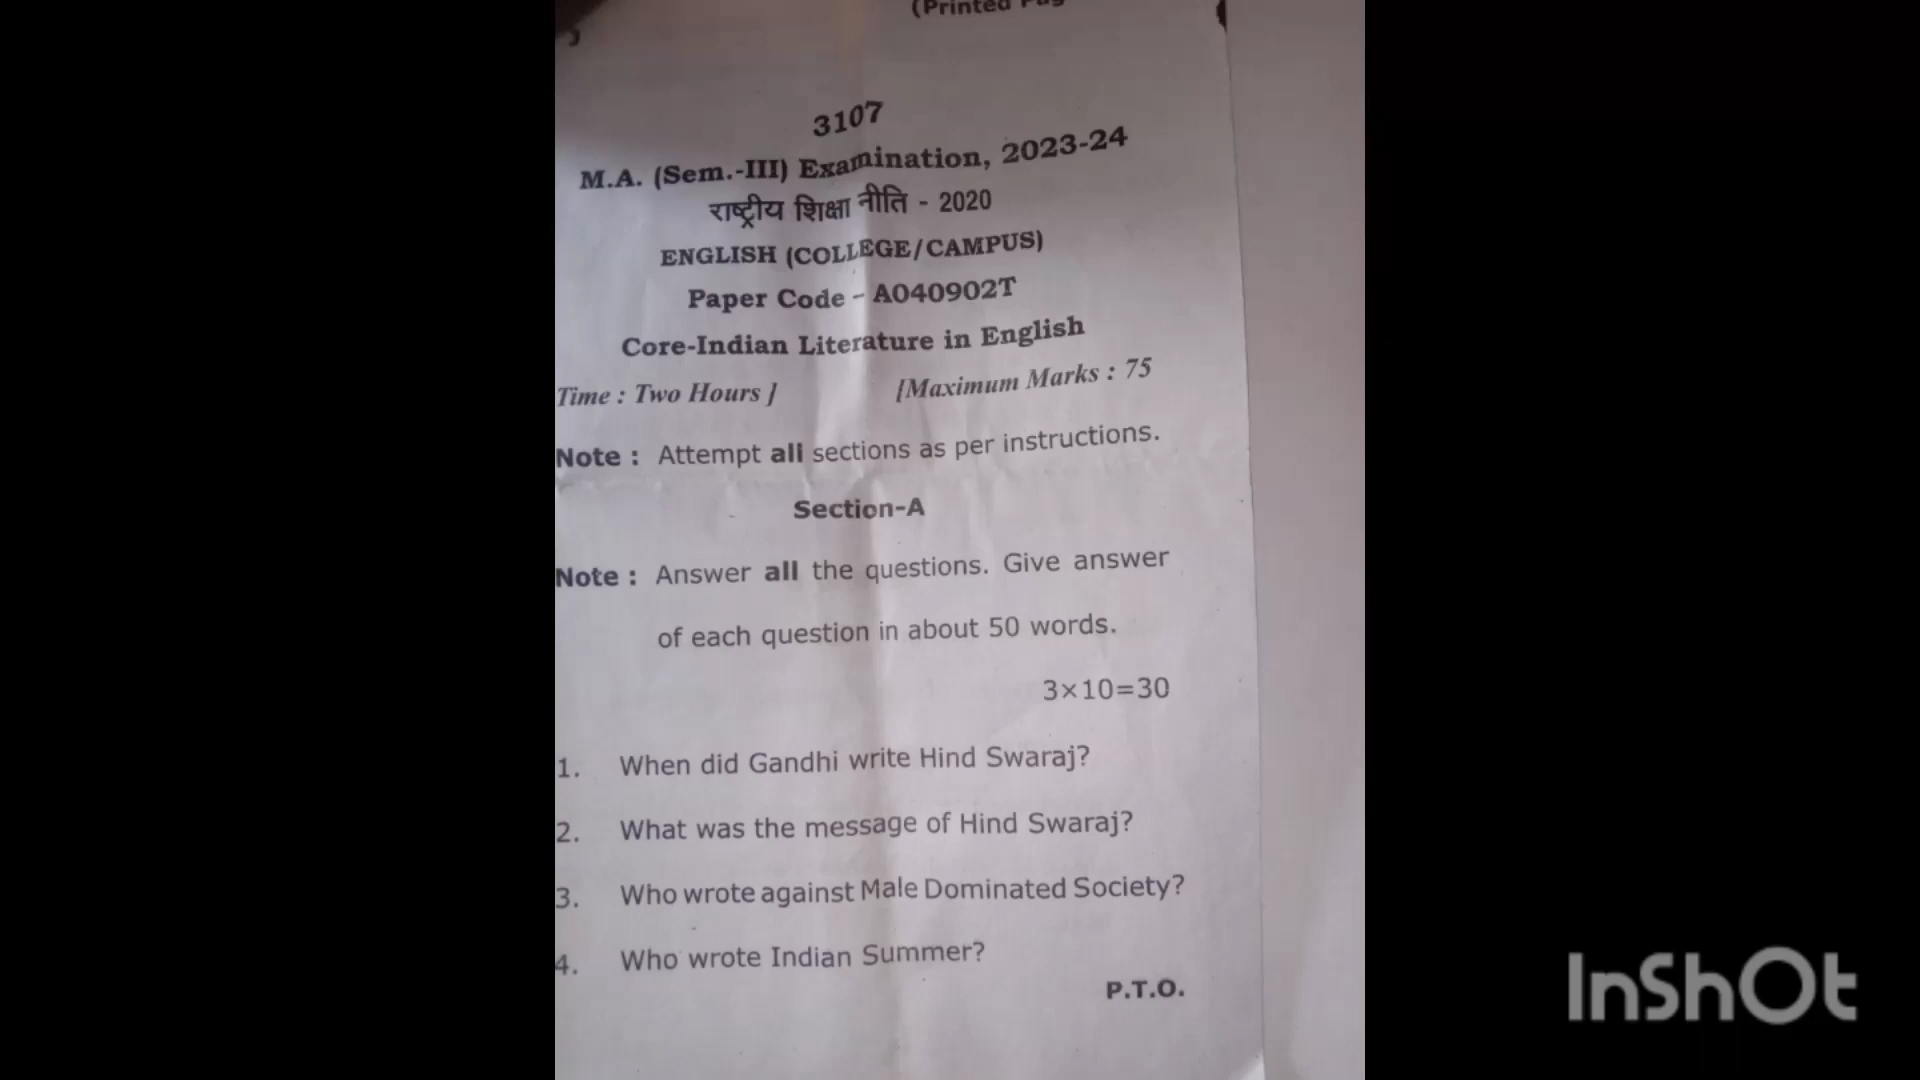 (Printed
3107
M.A. (Sem.-III) Examination, 2023-24
राष्ट्रीय शिक्षा नीति - 2020
ENGLISH (COLLEGE/CAMPUS)
Paper Code - A040902T
Core-Indian Literature in English
Time : Two Hours ] [Maximum Marks : 75
Note : Attempt all sections as per instructions.
Section-A
Note : Answer all the questions. Give answer
of each question in about 50 words.
3×10=30
1. When did Gandhi write Hind Swaraj?
2. What was the message of Hind Swaraj?
3. Who wrote against Male Dominated Society?
4. Who wrote Indian Summer?
P.T.O.
InShOt